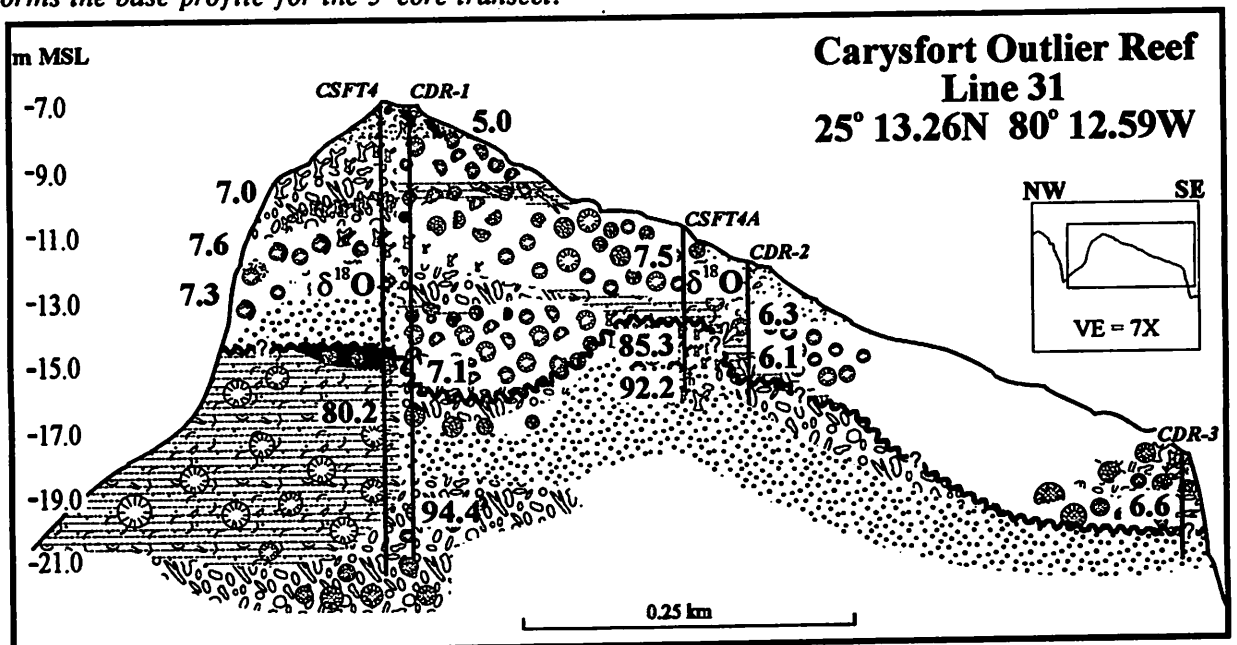 orms the base profile for the 5-core transect.
m MSL
Carysfort Outlier Reef
Line 31
25° 13.26N 80° 12.59W
CSFT4 CDR-1
-7.0
5.0
-9.0
7.0
NW SE
-11.0
7.6
CSFT4A
7.5
CDR-2
7.3
δ¹⁸O
δ¹⁸O
-13.0
6.3
VE = 7X
85.3
6.1
-15.0
7.1
92.2
80.2
-17.0
CDR-3
-19.0
94.4
6.6
-21.0
0.25 km
r
r
r
r
?
?
?
?